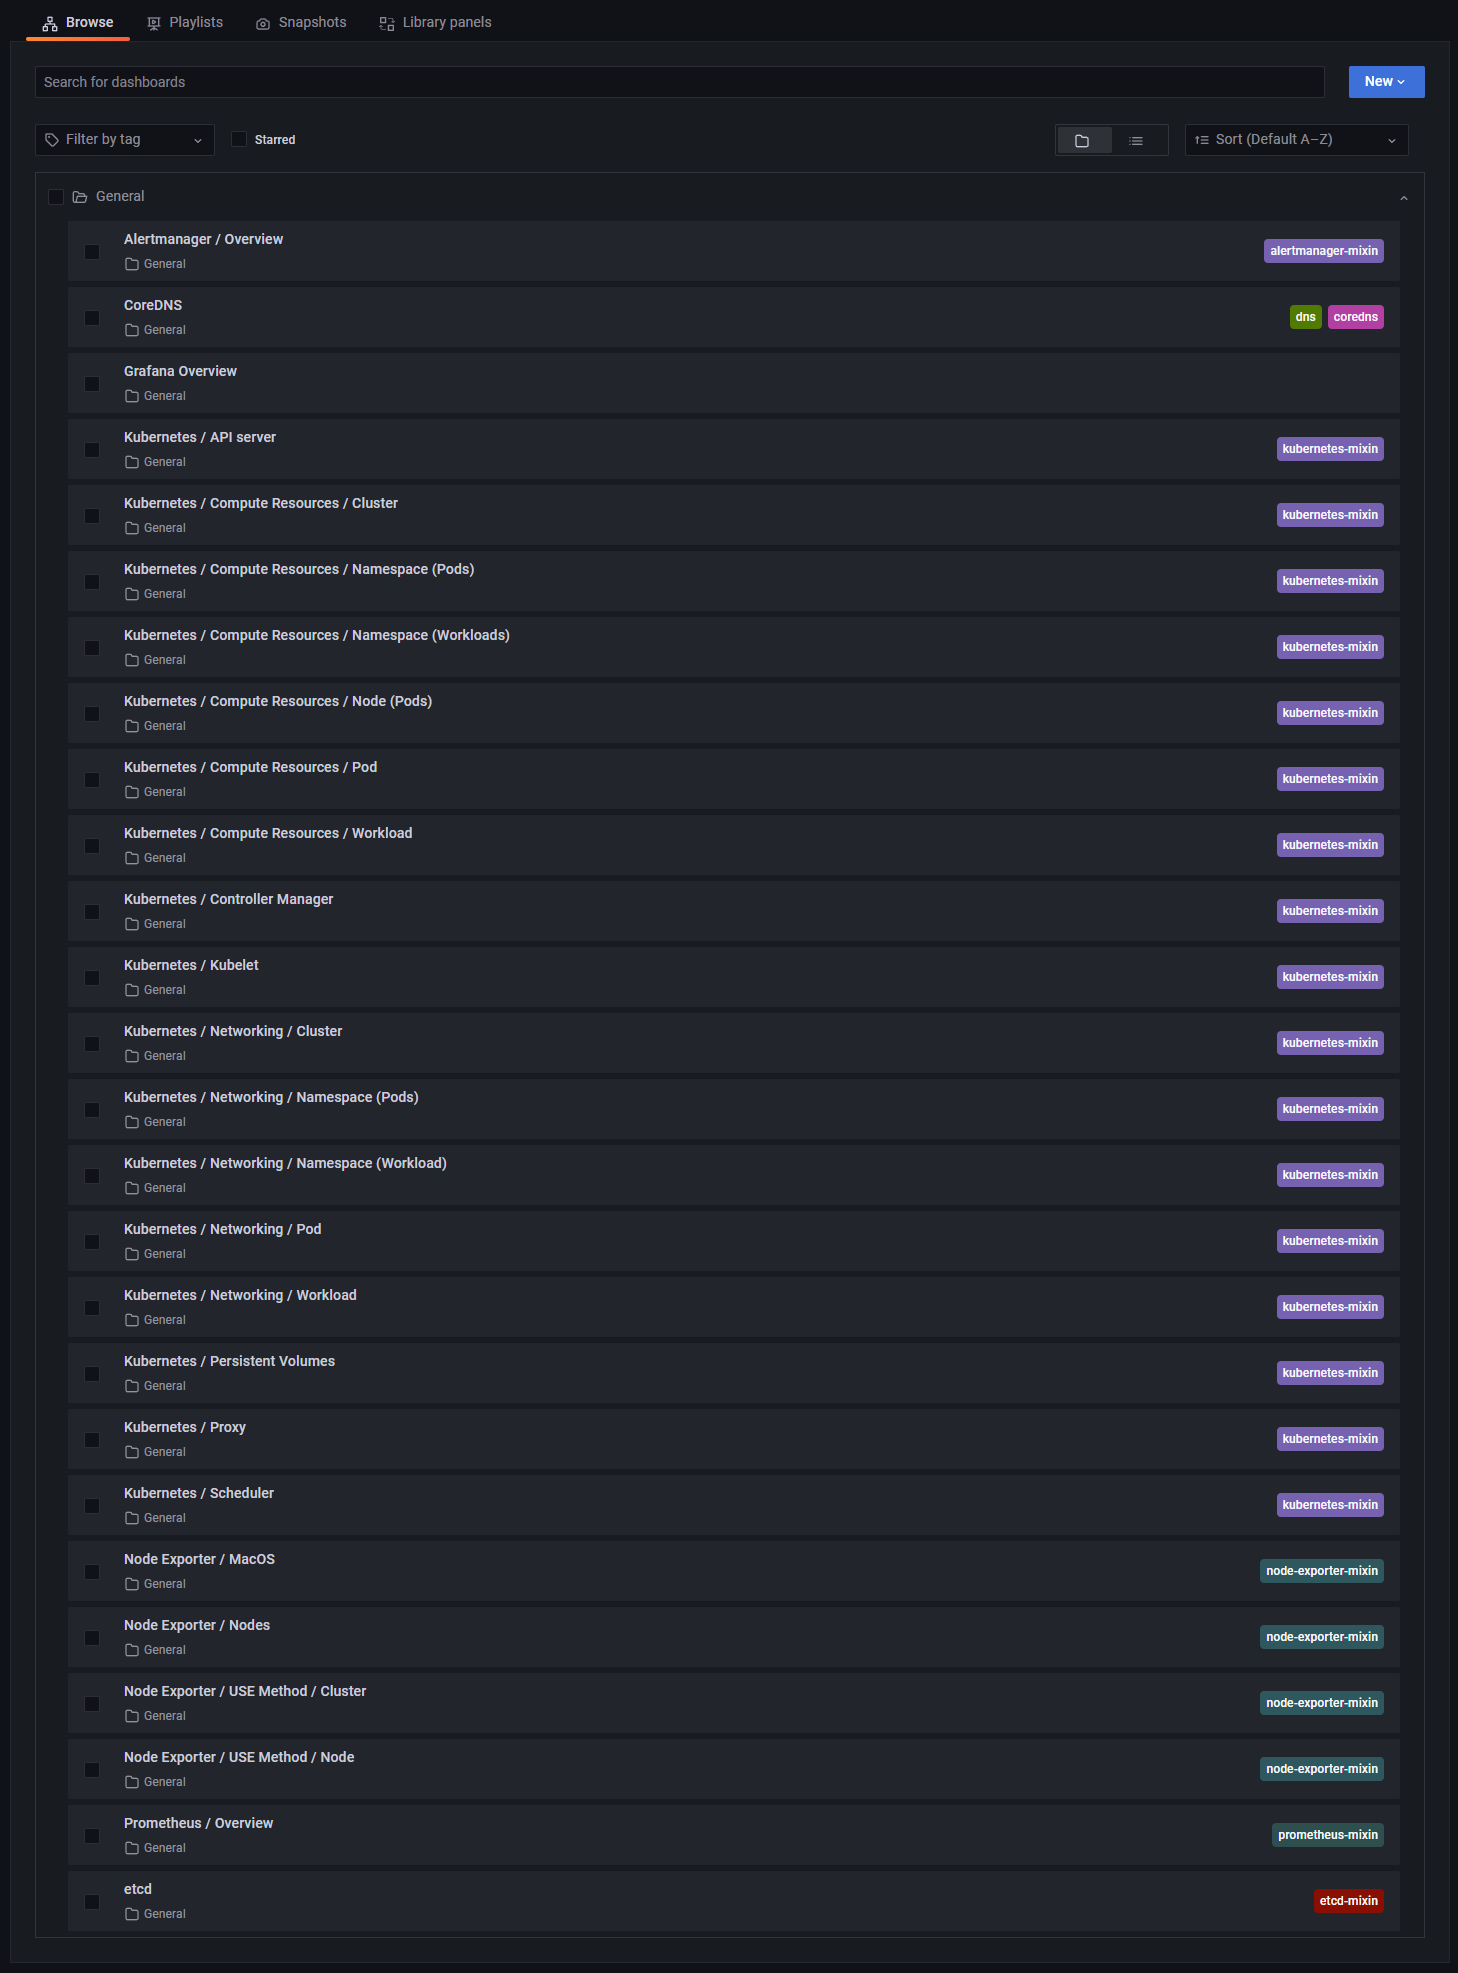 Browse Playlists Snapshots Library panels
Search for dashboards New
Filter by tag Starred Sort (Default A–Z)
General
Alertmanager / Overview
General
alertmanager-mixin
CoreDNS
General
dns coredns
Grafana Overview
General
Kubernetes / API server
General
kubernetes-mixin
Kubernetes / Compute Resources / Cluster
General
kubernetes-mixin
Kubernetes / Compute Resources / Namespace (Pods)
General
kubernetes-mixin
Kubernetes / Compute Resources / Namespace (Workloads)
General
kubernetes-mixin
Kubernetes / Compute Resources / Node (Pods)
General
kubernetes-mixin
Kubernetes / Compute Resources / Pod
General
kubernetes-mixin
Kubernetes / Compute Resources / Workload
General
kubernetes-mixin
Kubernetes / Controller Manager
General
kubernetes-mixin
Kubernetes / Kubelet
General
kubernetes-mixin
Kubernetes / Networking / Cluster
General
kubernetes-mixin
Kubernetes / Networking / Namespace (Pods)
General
kubernetes-mixin
Kubernetes / Networking / Namespace (Workload)
General
kubernetes-mixin
Kubernetes / Networking / Pod
General
kubernetes-mixin
Kubernetes / Networking / Workload
General
kubernetes-mixin
Kubernetes / Persistent Volumes
General
kubernetes-mixin
Kubernetes / Proxy
General
kubernetes-mixin
Kubernetes / Scheduler
General
kubernetes-mixin
Node Exporter / MacOS
General
node-exporter-mixin
Node Exporter / Nodes
General
node-exporter-mixin
Node Exporter / USE Method / Cluster
General
node-exporter-mixin
Node Exporter / USE Method / Node
General
node-exporter-mixin
Prometheus / Overview
General
prometheus-mixin
etcd
General
etcd-mixin